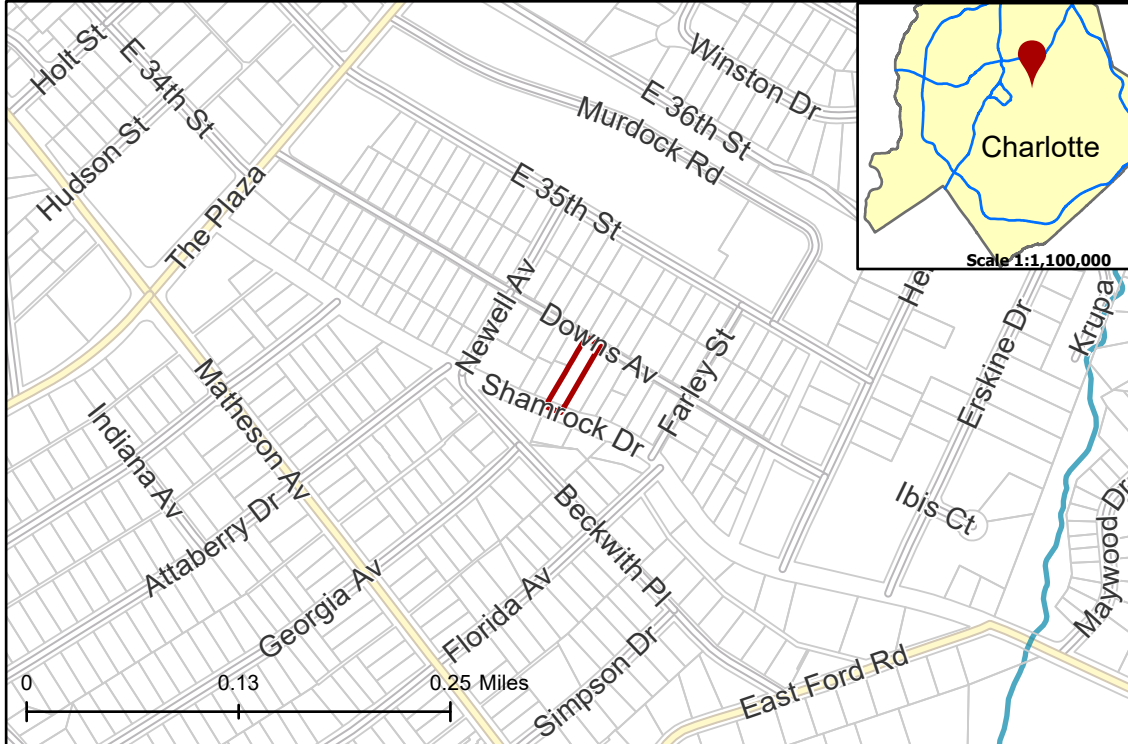 Holt St
E 34th St
Hudson St
The Plaza
Winston Dr
E 36th St
Murdock Rd
E 35th St
Charlotte
Scale 1:1,100,000
Newell Av
Downs Av
Farley St
Shamrock Dr
He
Erskine Dr
Krupa
Matheson Av
Indiana Av
Attaberry Dr
Georgia Av
Florida Av
Beckwith Pl
Simpson Dr
Ibis Ct
Maywood Dr
East Ford Rd
0 0.13 0.25 Miles